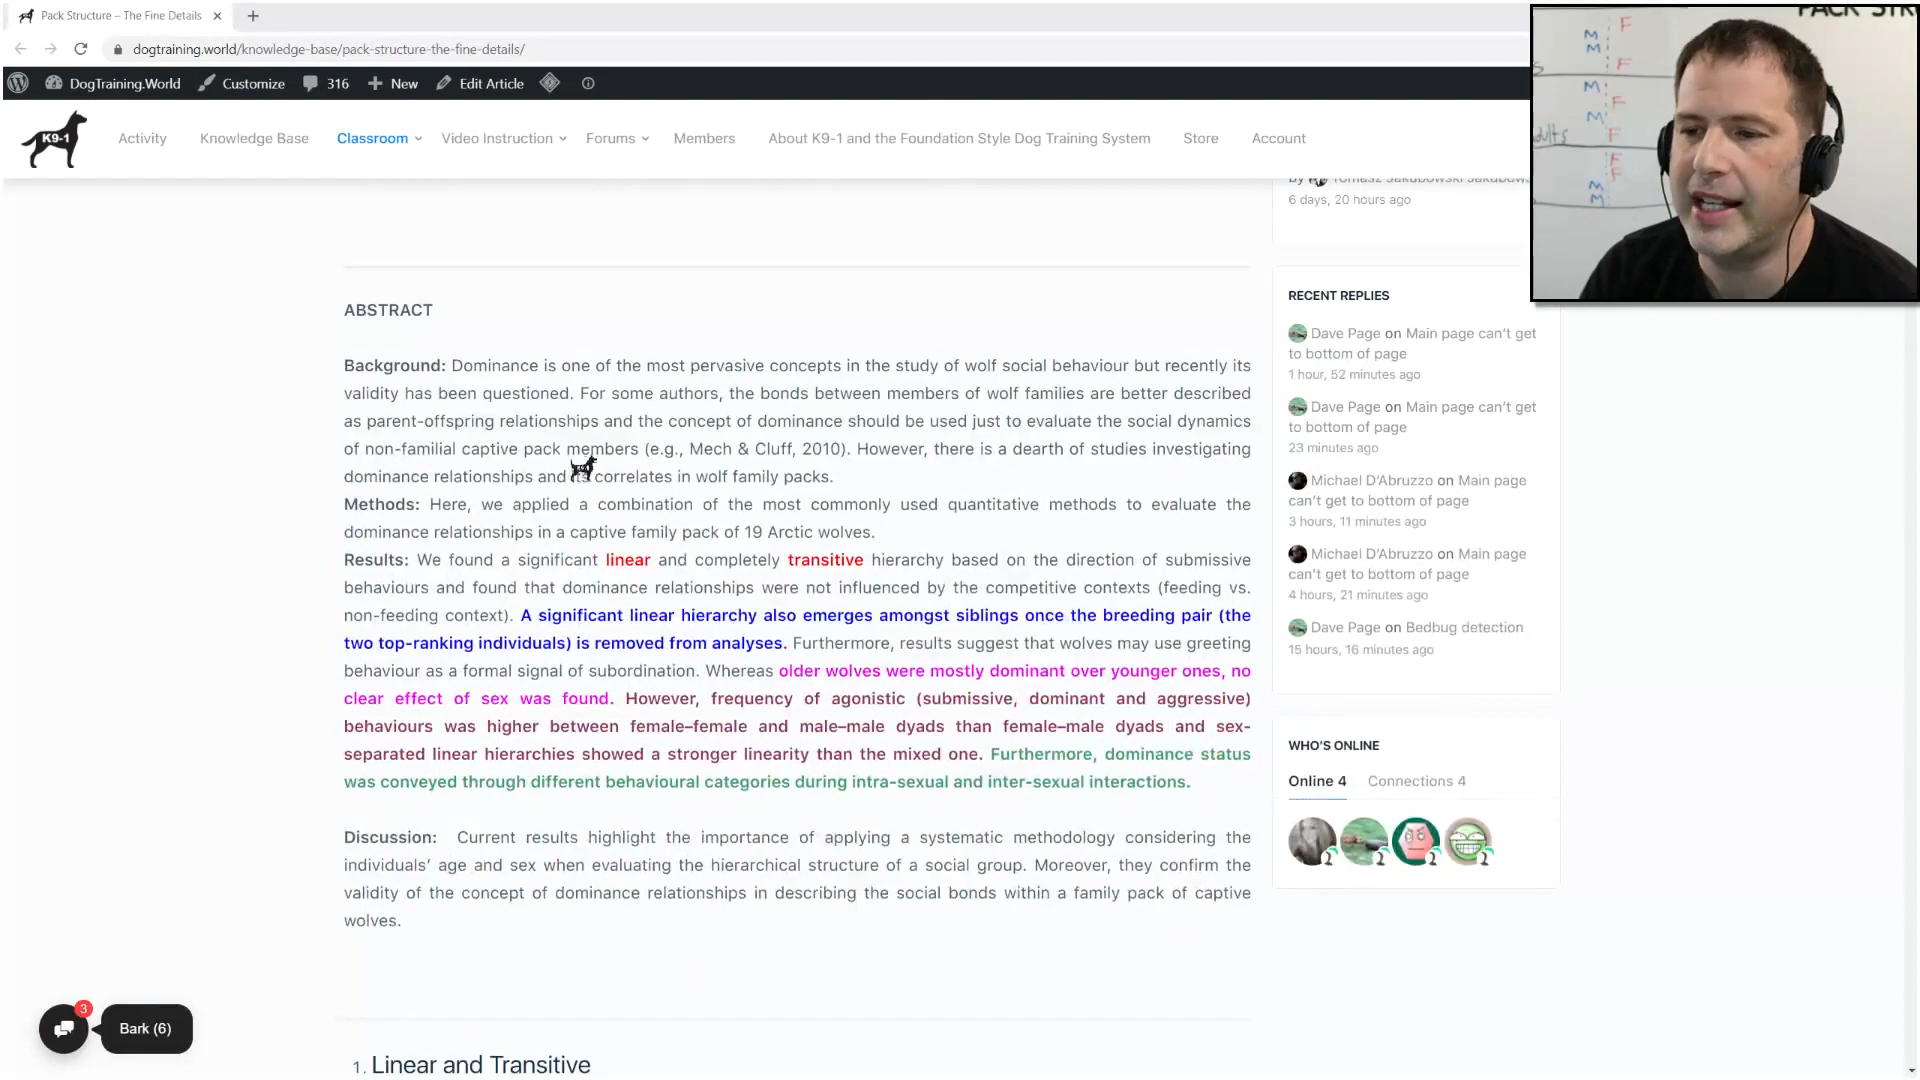 Pack Structure – The Fine Details
dogtraining.world/knowledge-base/pack-structure-the-fine-details/
DogTraining.World Customize 316 New Edit Article
K9-1
Activity Knowledge Base Classroom Video Instruction Forums Members About K9-1 and the Foundation Style Dog Training System Store Account
by Tomasz Jakubowski
6 days, 20 hours ago
ABSTRACT
Background: Dominance is one of the most pervasive concepts in the study of wolf social behaviour but recently its
validity has been questioned. For some authors, the bonds between members of wolf families are better described
as parent-offspring relationships and the concept of dominance should be used just to evaluate the social dynamics
of non-familial captive pack members (e.g., Mech & Cluff, 2010). However, there is a dearth of studies investigating
dominance relationships and its correlates in wolf family packs.
Methods: Here, we applied a combination of the most commonly used quantitative methods to evaluate the
dominance relationships in a captive family pack of 19 Arctic wolves.
Results: We found a significant linear and completely transitive hierarchy based on the direction of submissive
behaviours and found that dominance relationships were not influenced by the competitive contexts (feeding vs.
non-feeding context). A significant linear hierarchy also emerges amongst siblings once the breeding pair (the
two top-ranking individuals) is removed from analyses. Furthermore, results suggest that wolves may use greeting
behaviour as a formal signal of subordination. Whereas older wolves were mostly dominant over younger ones, no
clear effect of sex was found. However, frequency of agonistic (submissive, dominant and aggressive)
behaviours was higher between female–female and male–male dyads than female–male dyads and sex-
separated linear hierarchies showed a stronger linearity than the mixed one. Furthermore, dominance status
was conveyed through different behavioural categories during intra-sexual and inter-sexual interactions.
Discussion: Current results highlight the importance of applying a systematic methodology considering the
individuals' age and sex when evaluating the hierarchical structure of a social group. Moreover, they confirm the
validity of the concept of dominance relationships in describing the social bonds within a family pack of captive
wolves.
1. Linear and Transitive
RECENT REPLIES
Dave Page on Main page can't get
to bottom of page
1 hour, 52 minutes ago
Dave Page on Main page can't get
to bottom of page
23 minutes ago
Michael D'Abruzzo on Main page
can't get to bottom of page
3 hours, 11 minutes ago
Michael D'Abruzzo on Main page
can't get to bottom of page
4 hours, 21 minutes ago
Dave Page on Bedbug detection
15 hours, 16 minutes ago
WHO'S ONLINE
Online 4 Connections 4
3
Bark (6)
PACK STR
F
M
M
F
M
F
M
F
F
F
M
M